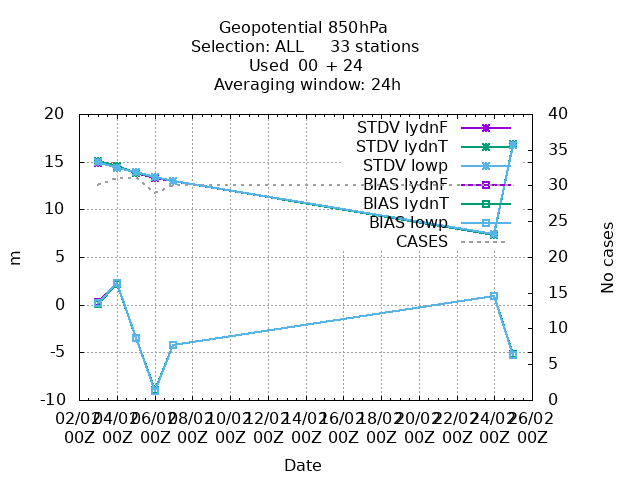 Geopotential 850hPa
Selection: ALL     33 stations
Used  00  + 24
Averaging window: 24h
20
15
10
5
0
-5
-10
40
35
30
25
20
15
10
5
0
m
No cases
STDV lydnF
STDV lydnT
STDV lowp
BIAS lydnF
BIAS lydnT
BIAS lowp
CASES
02/02 04/02 06/02 08/02 10/02 12/02 14/02 16/02 18/02 20/02 22/02 24/02 26/02
00Z 00Z 00Z 00Z 00Z 00Z 00Z 00Z 00Z 00Z 00Z 00Z 00Z
Date